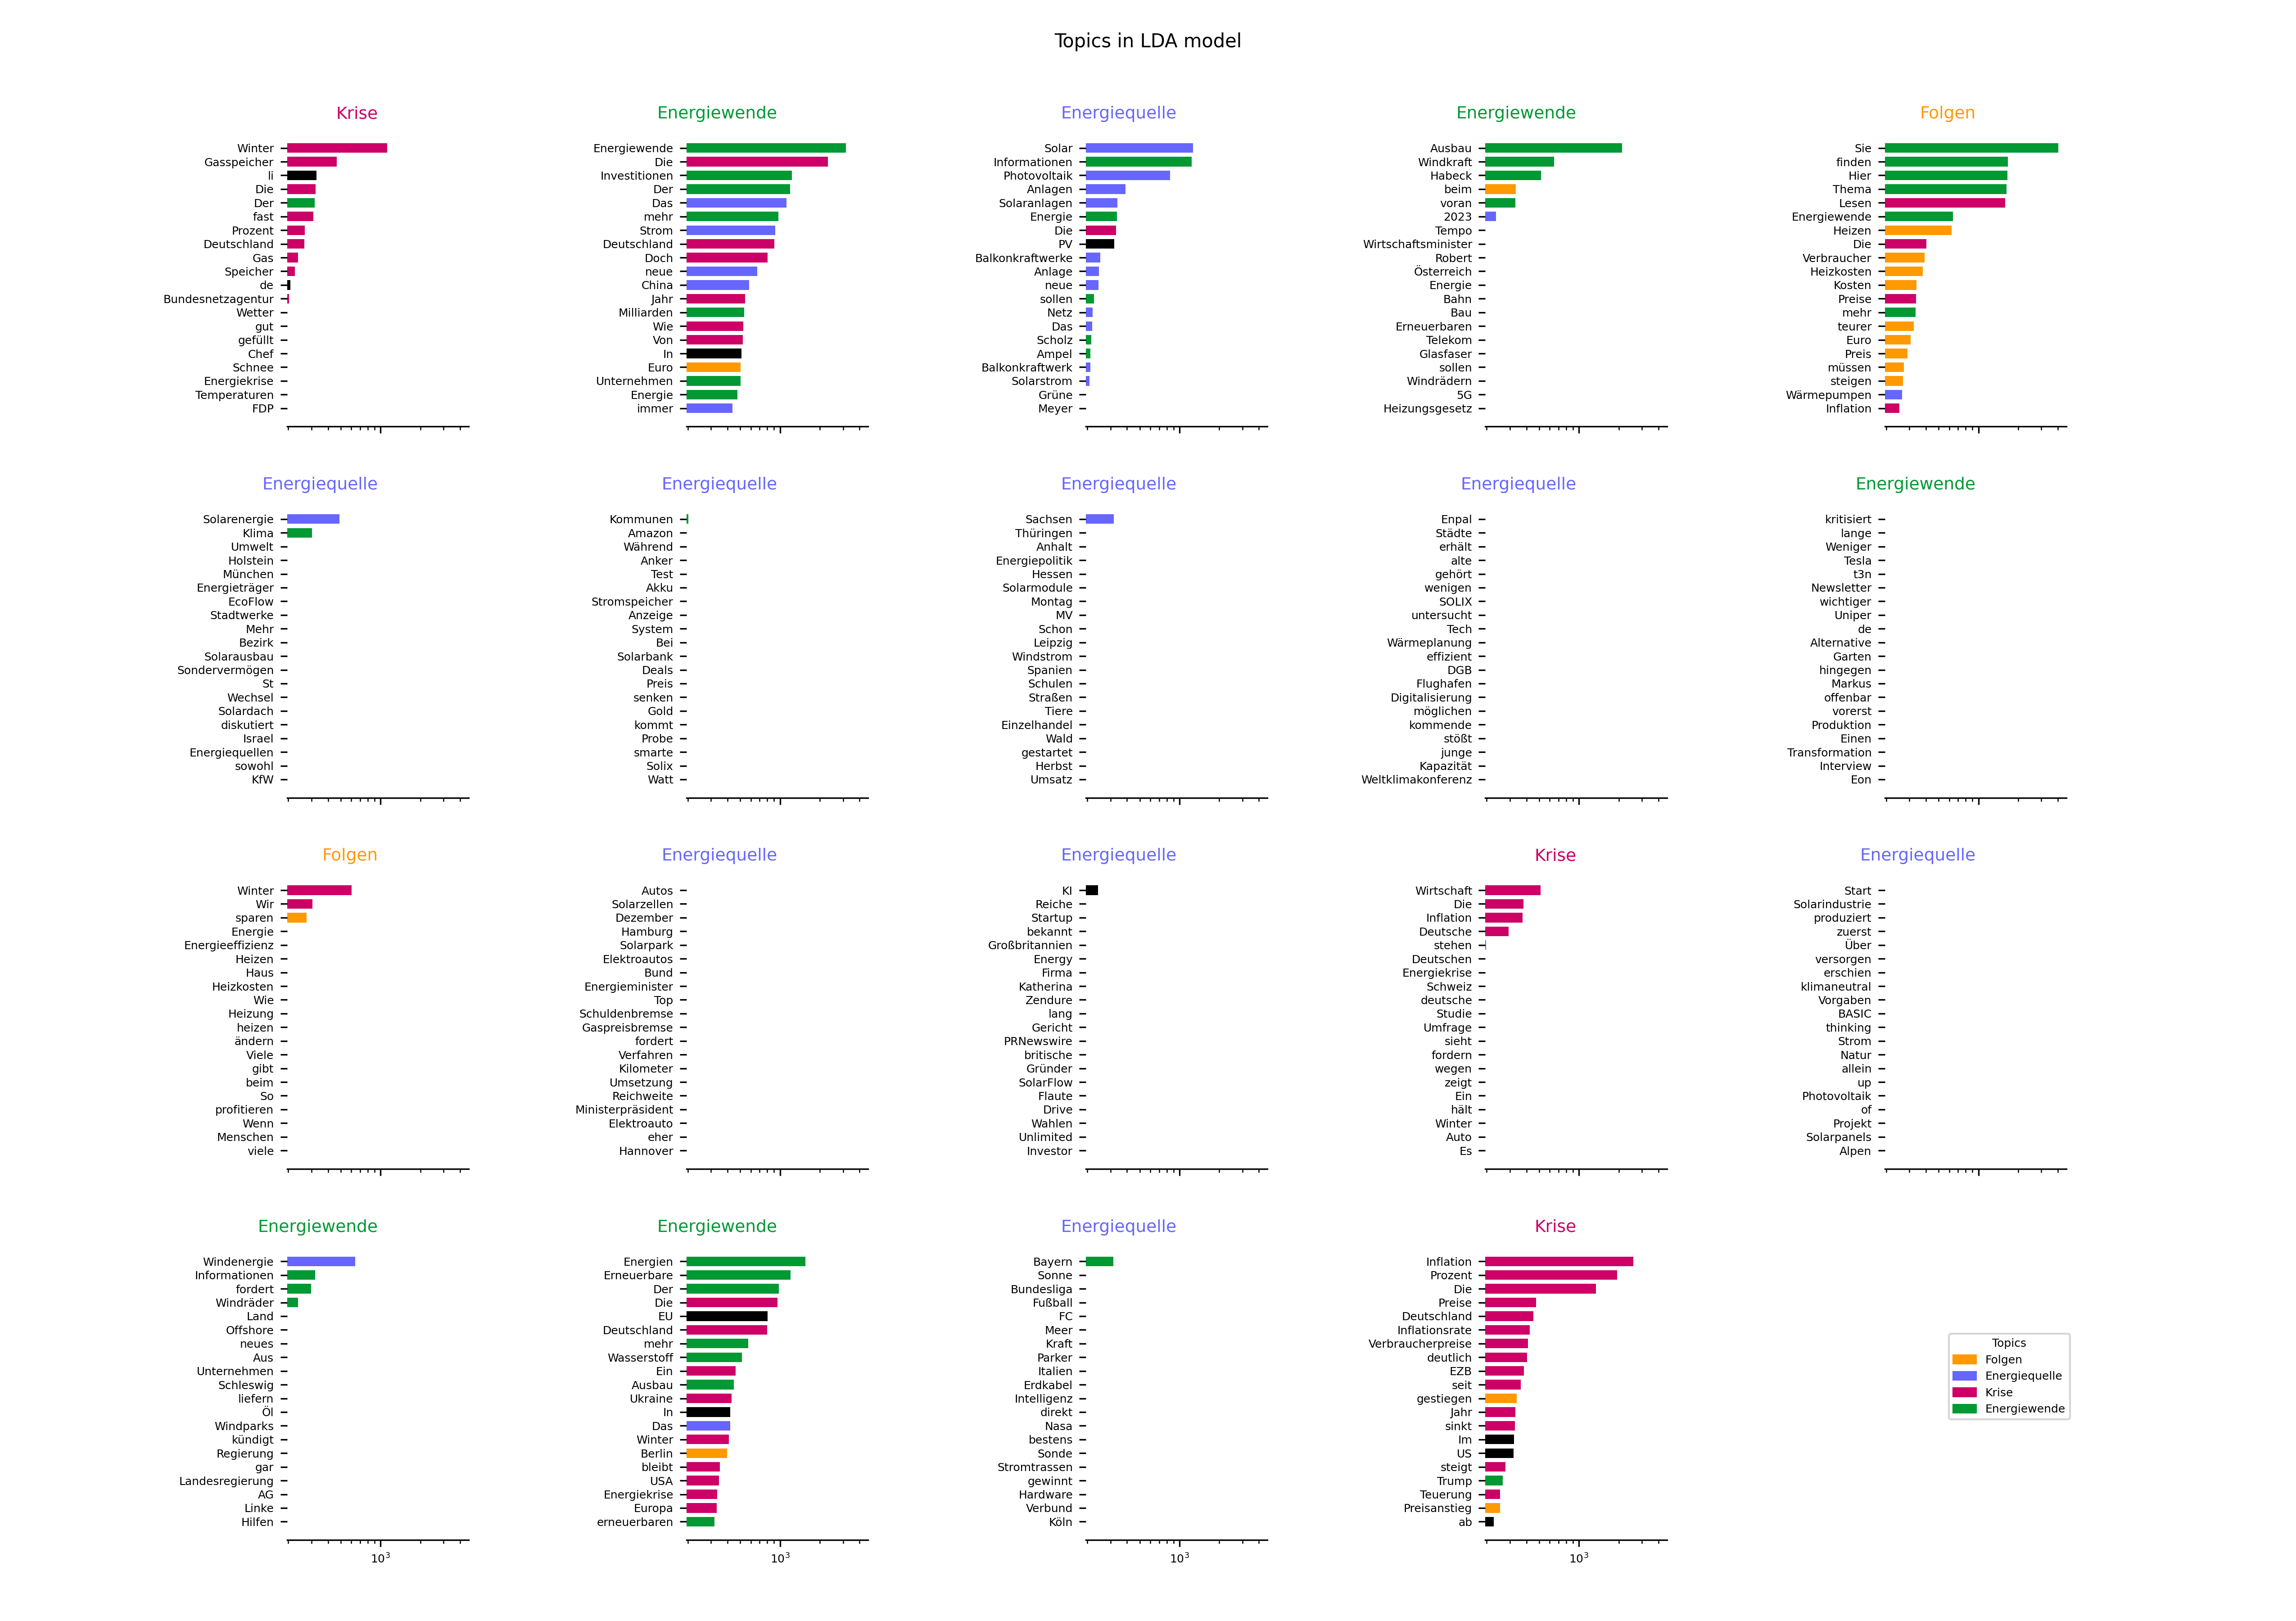 Topics in LDA model
Krise
Winter
Gasspeicher
li
Die
Der
fast
Prozent
Deutschland
Gas
Speicher
de
Bundesnetzagentur
Wetter
gut
gefüllt
Chef
Schnee
Energiekrise
Temperaturen
FDP
Energiewende
Energiewende
Die
Investitionen
Der
Das
mehr
Strom
Deutschland
Doch
neue
China
Jahr
Milliarden
Wie
Von
In
Euro
Unternehmen
Energie
immer
Energiequelle
Solar
Informationen
Photovoltaik
Anlagen
Solaranlagen
Energie
Die
PV
Balkonkraftwerke
Anlage
neue
sollen
Netz
Das
Scholz
Ampel
Balkonkraftwerk
Solarstrom
Grüne
Meyer
Energiewende
Ausbau
Windkraft
Habeck
beim
voran
2023
Tempo
Wirtschaftsminister
Robert
Österreich
Energie
Bahn
Bau
Erneuerbaren
Telekom
Glasfaser
sollen
Windrädern
5G
Heizungsgesetz
Folgen
Sie
finden
Hier
Thema
Lesen
Energiewende
Heizen
Die
Verbraucher
Heizkosten
Kosten
Preise
mehr
teurer
Euro
Preis
müssen
steigen
Wärmepumpen
Inflation
Energiequelle
Solarenergie
Klima
Umwelt
Holstein
München
Energieträger
EcoFlow
Stadtwerke
Mehr
Bezirk
Solarausbau
Sondervermögen
St
Wechsel
Solardach
diskutiert
Israel
Energiequellen
sowohl
KfW
Energiequelle
Kommunen
Amazon
Während
Anker
Test
Akku
Stromspeicher
Anzeige
System
Bei
Solarbank
Deals
Preis
senken
Gold
kommt
Probe
smarte
Solix
Watt
Energiequelle
Sachsen
Thüringen
Anhalt
Energiepolitik
Hessen
Solarmodule
Montag
MV
Schon
Leipzig
Windstrom
Spanien
Schulen
Straßen
Tiere
Einzelhandel
Wald
gestartet
Herbst
Umsatz
Energiequelle
Enpal
Städte
erhält
alte
gehört
wenigen
SOLIX
untersucht
Tech
Wärmeplanung
effizient
DGB
Flughafen
Digitalisierung
möglichen
kommende
stößt
junge
Kapazität
Weltklimakonferenz
Energiewende
kritisiert
lange
Weniger
Tesla
t3n
Newsletter
wichtiger
Uniper
de
Alternative
Garten
hingegen
Markus
offenbar
vorerst
Produktion
Einen
Transformation
Interview
Eon
Folgen
Winter
Wir
sparen
Energie
Energieeffizienz
Heizen
Haus
Heizkosten
Wie
Heizung
heizen
ändern
Viele
gibt
beim
So
profitieren
Wenn
Menschen
viele
Energiequelle
Autos
Solarzellen
Dezember
Hamburg
Solarpark
Elektroautos
Bund
Energieminister
Top
Schuldenbremse
Gaspreisbremse
fordert
Verfahren
Kilometer
Umsetzung
Reichweite
Ministerpräsident
Elektroauto
eher
Hannover
Energiequelle
KI
Reiche
Startup
bekannt
Großbritannien
Energy
Firma
Katherina
Zendure
lang
Gericht
PRNewswire
britische
Gründer
SolarFlow
Flaute
Drive
Wahlen
Unlimited
Investor
Krise
Wirtschaft
Die
Inflation
Deutsche
stehen
Deutschen
Energiekrise
Schweiz
deutsche
Studie
Umfrage
sieht
fordern
wegen
zeigt
Ein
hält
Winter
Auto
Es
Energiequelle
Start
Solarindustrie
produziert
zuerst
Über
versorgen
erschien
klimaneutral
Vorgaben
BASIC
thinking
Strom
Natur
allein
up
Photovoltaik
of
Projekt
Solarpanels
Alpen
Energiewende
Windenergie
Informationen
fordert
Windräder
Land
Offshore
neues
Aus
Unternehmen
Schleswig
liefern
Öl
Windparks
kündigt
Regierung
gar
Landesregierung
AG
Linke
Hilfen
10³
Energiewende
Energien
Erneuerbare
Der
Die
EU
Deutschland
mehr
Wasserstoff
Ein
Ausbau
Ukraine
In
Das
Winter
Berlin
bleibt
USA
Energiekrise
Europa
erneuerbaren
10³
Energiequelle
Bayern
Sonne
Bundesliga
Fußball
FC
Meer
Kraft
Parker
Italien
Erdkabel
Intelligenz
direkt
Nasa
bestens
Sonde
Stromtrassen
gewinnt
Hardware
Verbund
Köln
10³
Krise
Inflation
Prozent
Die
Preise
Deutschland
Inflationsrate
Verbraucherpreise
deutlich
EZB
seit
gestiegen
Jahr
sinkt
Im
US
steigt
Trump
Teuerung
Preisanstieg
ab
10³
Topics
Folgen
Energiequelle
Krise
Energiewende